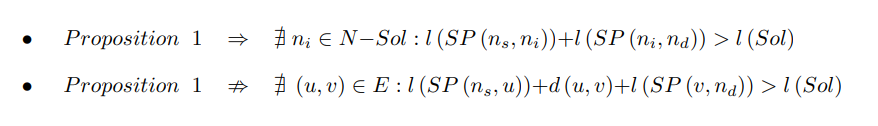 • Proposition 1 ⇒ ∄ n_i ∈ N−Sol : l (SP (n_s, n_i))+l (SP (n_i, n_d)) > l (Sol)
• Proposition 1 ⇏ ∄ (u, v) ∈ E : l (SP (n_s, u))+d (u, v)+l (SP (v, n_d)) > l (Sol)